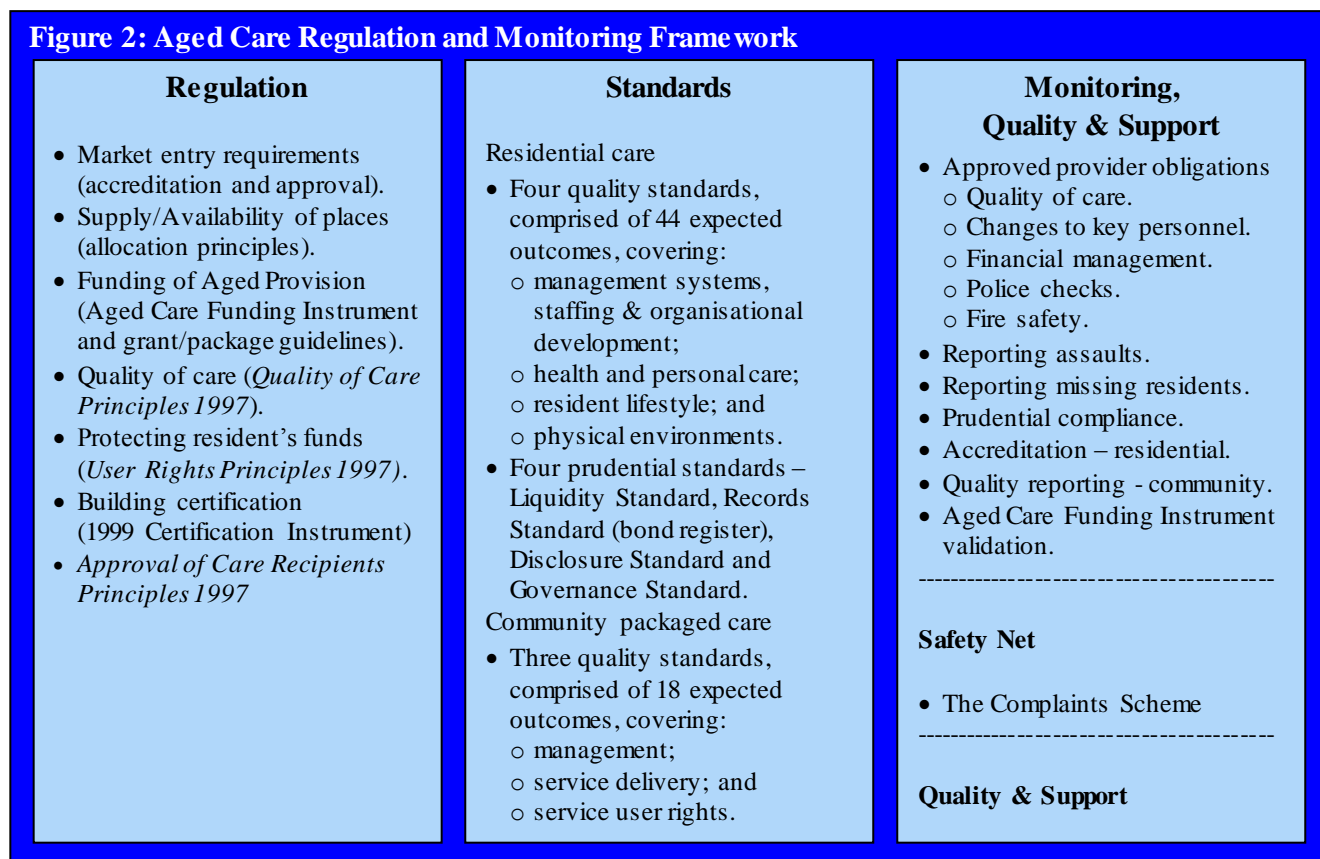 Figure 2: Aged Care Regulation and Monitoring Framework
Regulation
• Market entry requirements
(accreditation and approval).
• Supply/Availability of places
(allocation principles).
• Funding of Aged Provision
(Aged Care Funding Instrument
and grant/package guidelines).
• Quality of care (Quality of Care
Principles 1997).
• Protecting resident’s funds
(User Rights Principles 1997).
• Building certification
(1999 Certification Instrument)
• Approval of Care Recipients
Principles 1997
Standards
Residential care
• Four quality standards,
comprised of 44 expected
outcomes, covering:
o management systems,
staffing & organisational
development;
o health and personal care;
o resident lifestyle; and
o physical environments.
• Four prudential standards –
Liquidity Standard, Records
Standard (bond register),
Disclosure Standard and
Governance Standard.
Community packaged care
• Three quality standards,
comprised of 18 expected
outcomes, covering:
o management;
o service delivery; and
o service user rights.
Monitoring,
Quality & Support
• Approved provider obligations
o Quality of care.
o Changes to key personnel.
o Financial management.
o Police checks.
o Fire safety.
• Reporting assaults.
• Reporting missing residents.
• Prudential compliance.
• Accreditation – residential.
• Quality reporting - community.
• Aged Care Funding Instrument
validation.
-------------------------------------------
Safety Net
• The Complaints Scheme
-------------------------------------------
Quality & Support